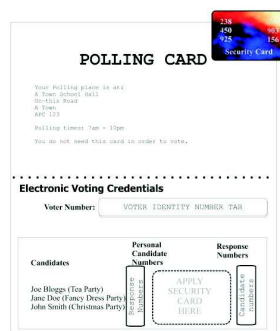 238
450 903
925 156
Security Card
POLLING CARD
Your Polling place is at:
A Town School Hall
On-this Road
A Town
APC 123
Polling times: 7am - 10pm
You do not need this card in order to vote.
Electronic Voting Credentials
Voter Number: VOTER IDENTITY NUMBER TAB
Personal Candidate Numbers
Response Numbers
Candidates
Joe Bloggs (Tea Party)
Jane Doe (Fancy Dress Party)
John Smith (Christmas Party)
Response Numbers
APPLY
SECURITY
CARD
HERE
Candidate numbers